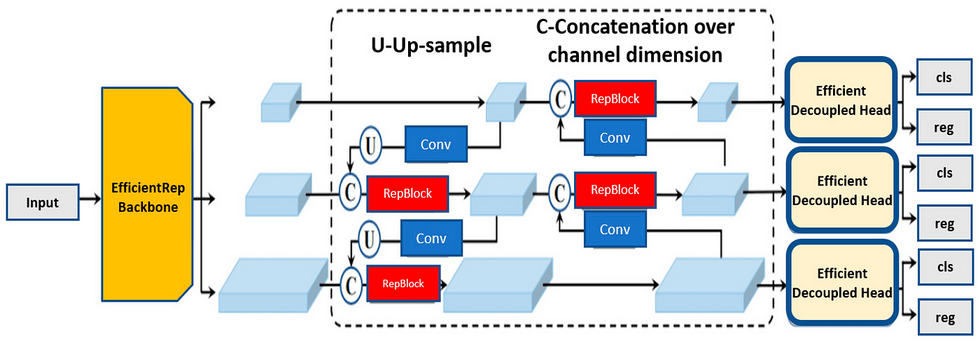 U-Up-sample
C-Concatenation over
channel dimension
Input
EfficientRep
Backbone
C
RepBlock
U
Conv
Conv
C
RepBlock
C
RepBlock
U
Conv
Conv
C
RepBlock
Efficient
Decoupled Head
cls
reg
Efficient
Decoupled Head
cls
reg
Efficient
Decoupled Head
cls
reg